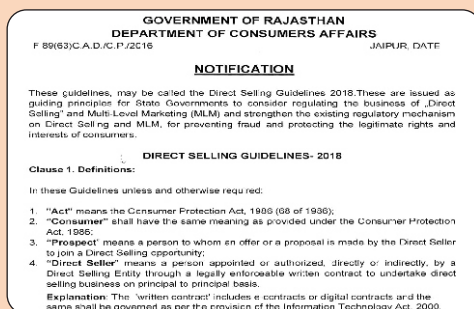 GOVERNMENT OF RAJASTHAN
DEPARTMENT OF CONSUMERS AFFAIRS
F 89(63)C.A.D./C.P./2016 JAIPUR, DATE
NOTIFICATION
These guidelines, may be called the Direct Selling Guidelines 2018.These are issued as
guiding principles for State Governments to consider regulating the business of „Direct
Selling" and Multi-Level Marketing (MLM) and strengthen the existing regulatory mechanism
on Direct Selling and MLM, for preventing fraud and protecting the legitimate rights and
interests of consumers.
DIRECT SELLING GUIDELINES- 2018
Clause 1. Definitions:
In these Guidelines unless and otherwise required:
1. "Act" means the Consumer Protection Act, 1986 (68 of 1986);
2. "Consumer" shall have the same meaning as provided under the Consumer Protection
Act, 1986;
3. "Prospect" means a person to whom an offer or a proposal is made by the Direct Seller
to join a Direct Selling opportunity;
4. "Direct Seller" means a person appointed or authorized, directly or indirectly, by a
Direct Selling Entity through a legally enforceable written contract to undertake direct
selling business on principal to principal basis.
Explanation: The 'written contract' includes e contracts or digital contracts and the
same shall be governed as per the provision of the Information Technology Act, 2000.